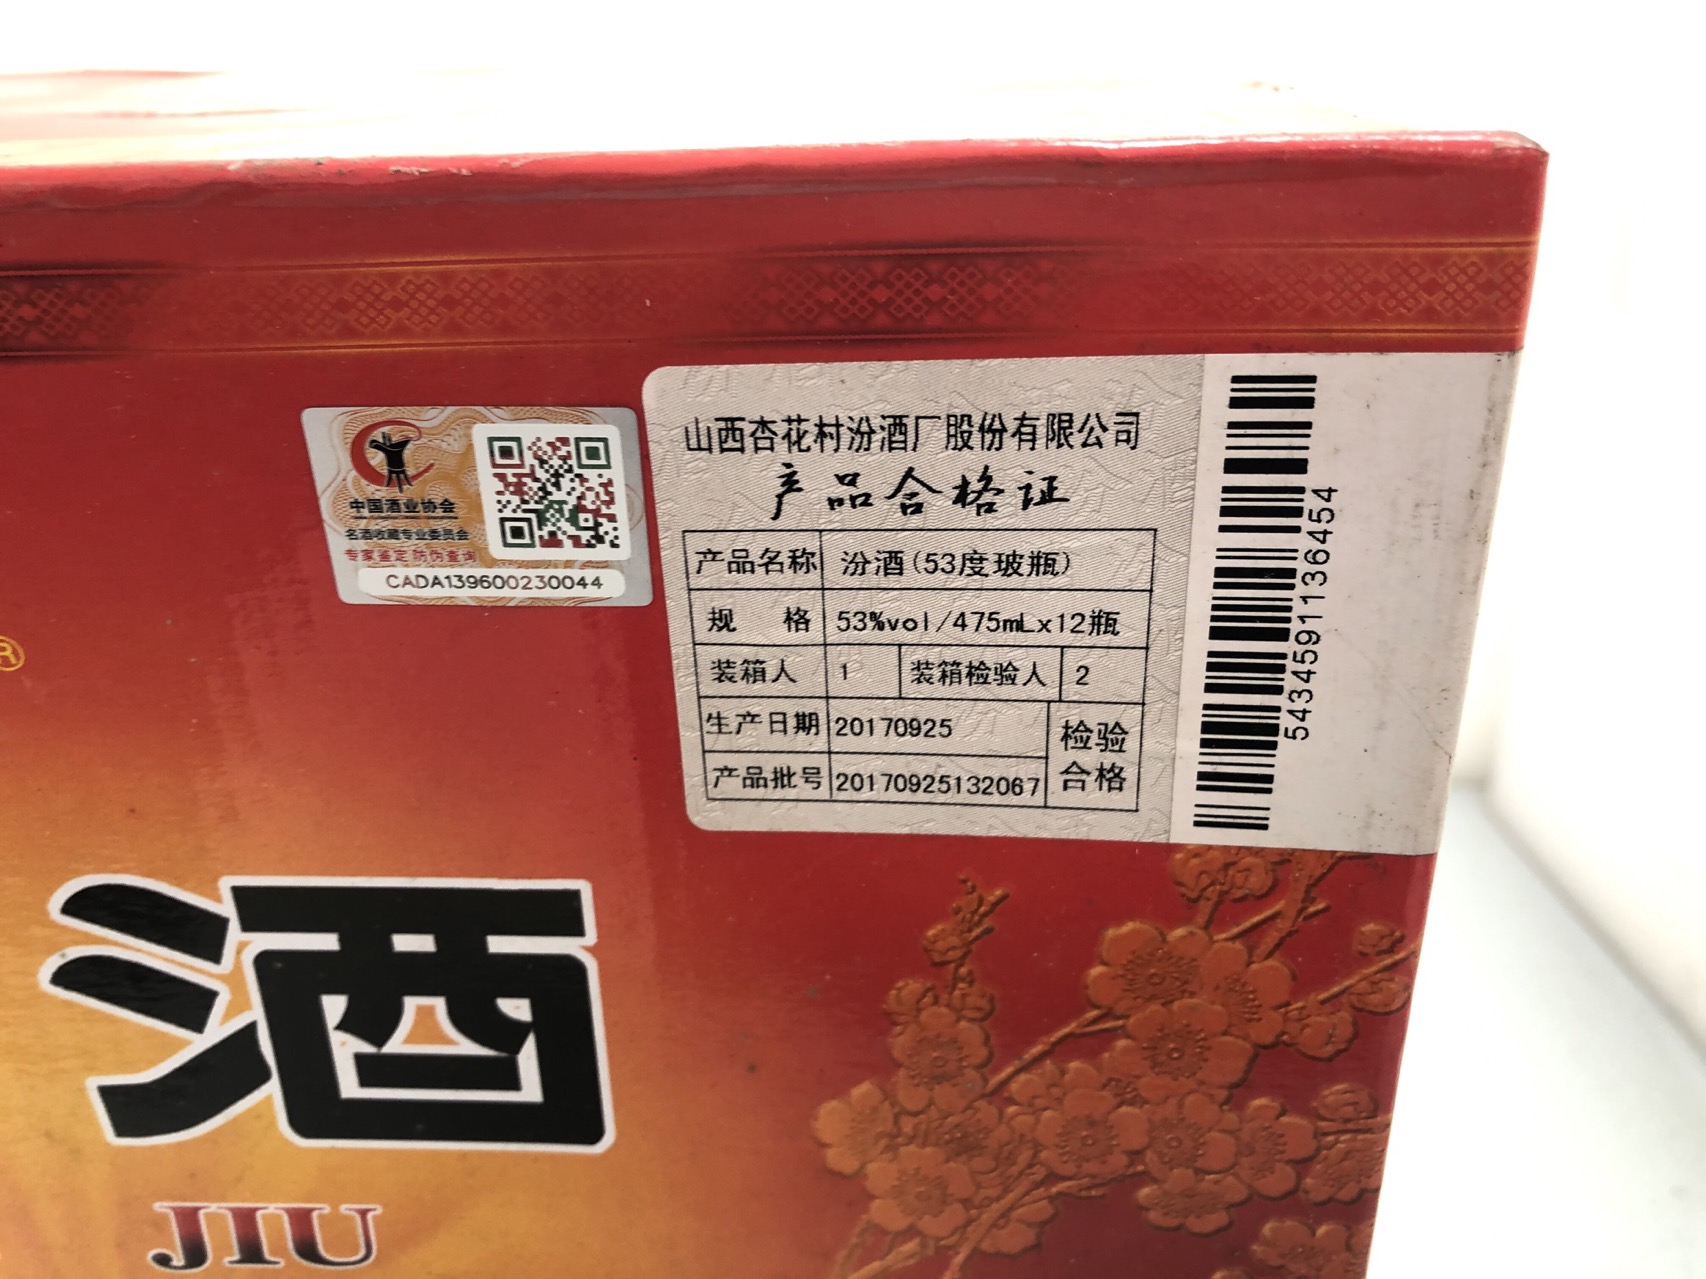 中国酒业协会
名酒收藏专业委员会
专家鉴定 防伪查询
CADA139600230044
山西杏花村汾酒厂股份有限公司
产品合格证
产品名称 汾酒(53度玻瓶)
规 格 53%vol/475mLx12瓶
装箱人 1 装箱检验人 2
生产日期 20170925
产品批号 20170925132067
检验
合格
5434591136454
®
酒
JIU